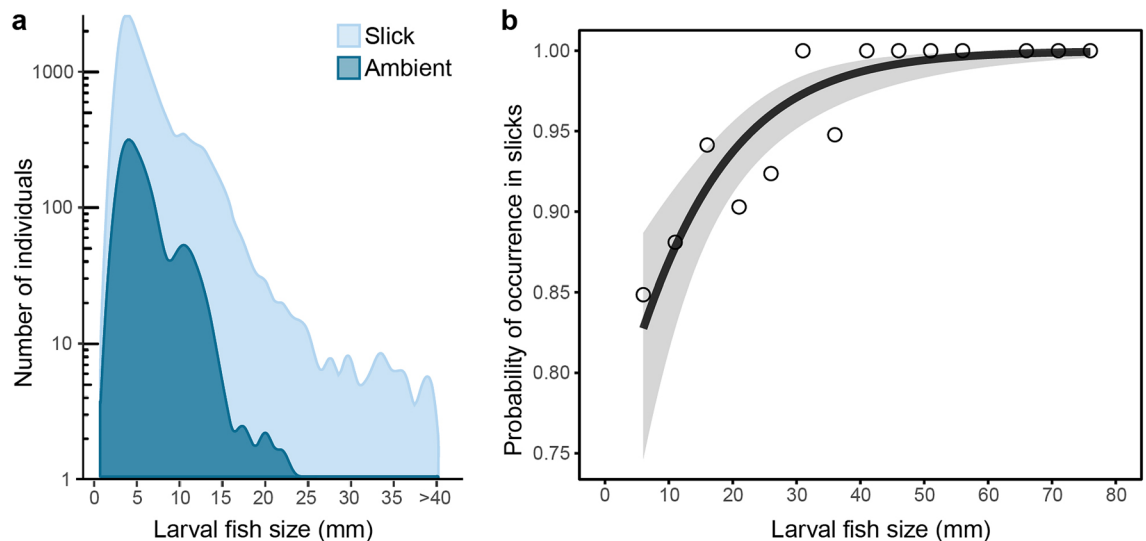 a
Slick
Ambient
1000
100
10
1
Number of individuals
0 5 10 15 20 25 30 35 >40
Larval fish size (mm)
b
1.00
0.95
0.90
0.85
0.80
0.75
Probability of occurrence in slicks
0 10 20 30 40 50 60 70 80
Larval fish size (mm)